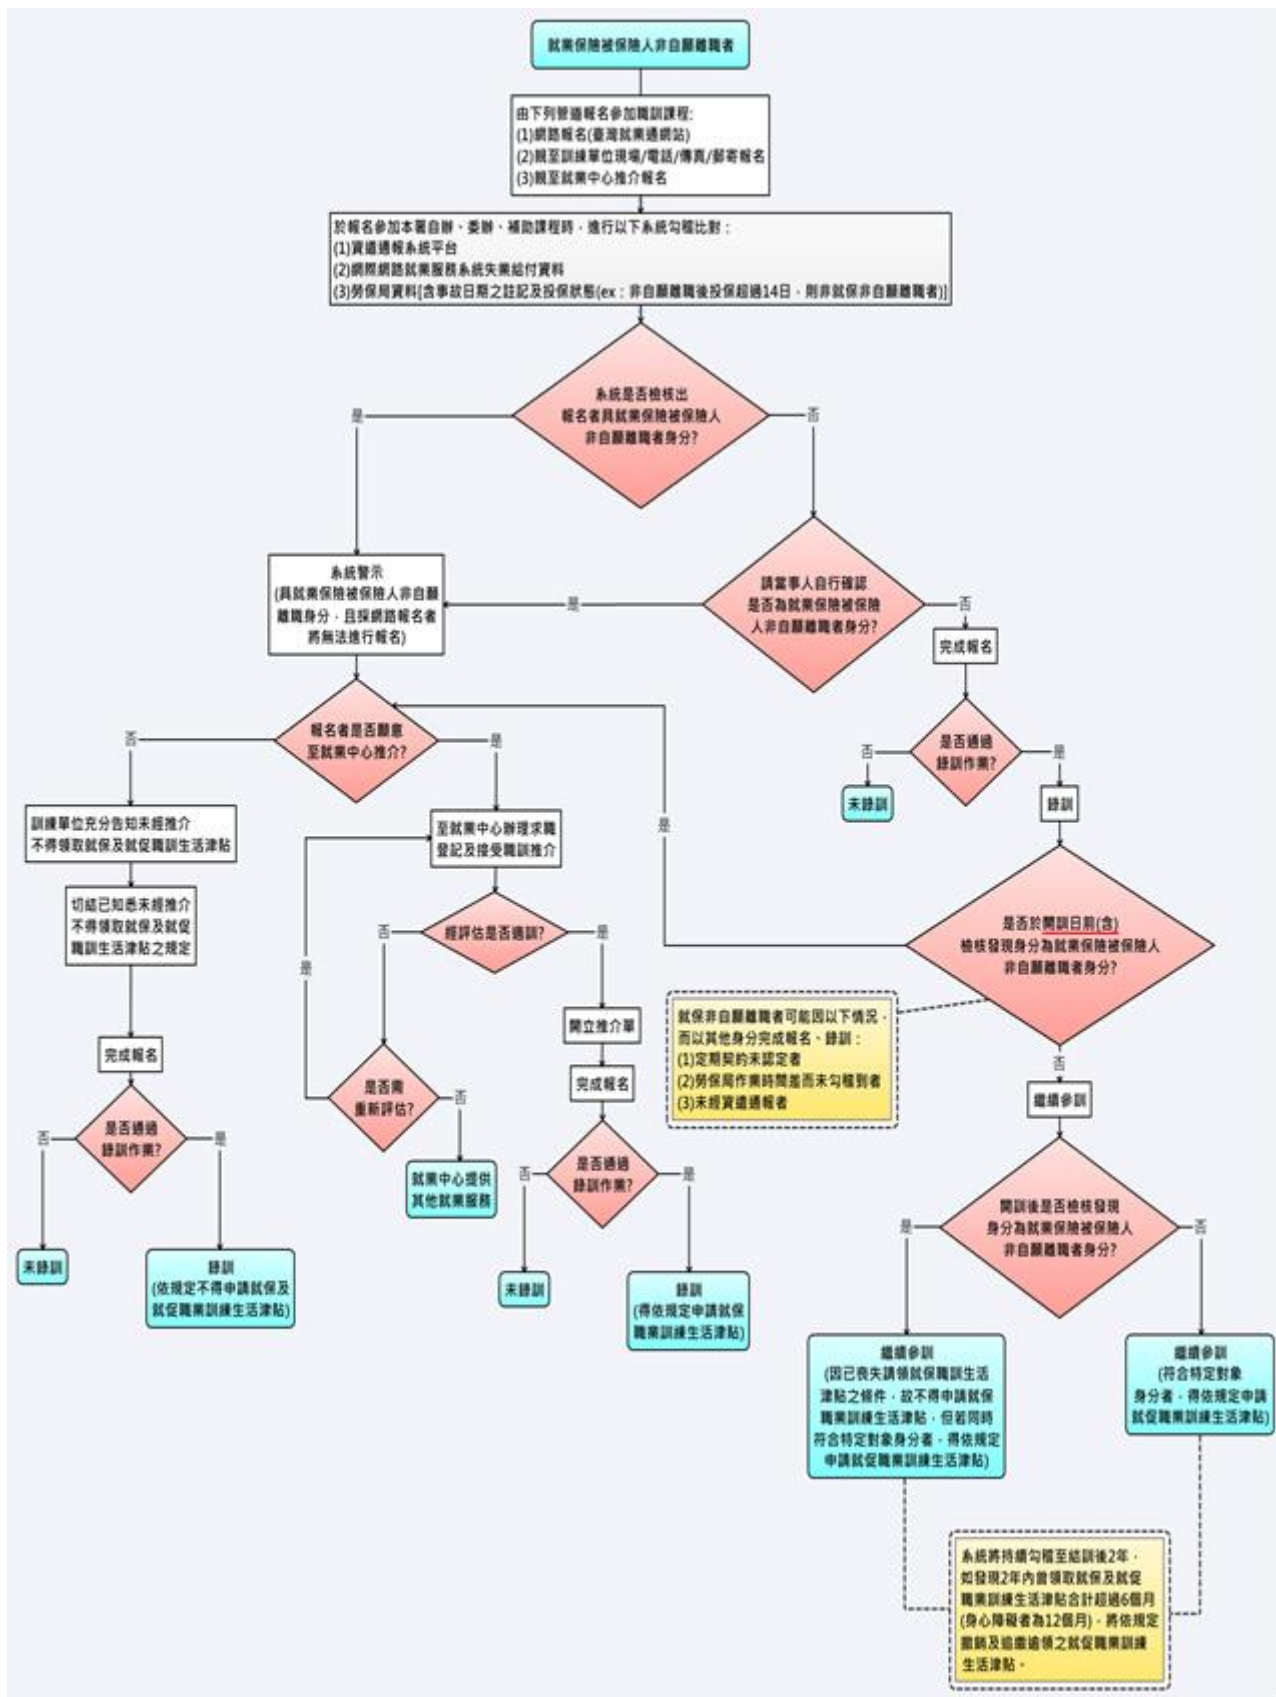 就業保險被保險人非自願離職者
由下列管道報名參加職訓課程:
(1)網路報名(臺灣就業通網站)
(2)親至訓練單位現場/電話/傳真/郵寄報名
(3)親至就業中心推介報名
於報名參加本署自辦、委辦、補助課程時，進行以下系統勾稽比對：
(1)資遣通報系統平台
(2)網際網路就業服務系統失業給付資料
(3)勞保局資料[含事故日期之註記及投保狀態(ex：非自願離職後投保超過14日，則非就保非自願離職者)]
系統是否檢核出
報名者具就業保險被保險人
非自願離職者身分?
是
否
系統警示
(具就業保險被保險人非自願
離職身分，且採網路報名者
將無法進行報名)
請當事人自行確認
是否為就業保險被保險
人非自願離職者身分?
是
否
完成報名
報名者是否願意
至就業中心推介?
否
是
是否通過
錄訓作業?
否
是
未錄訓
錄訓
訓練單位充分告知未經推介
不得領取就保及就促職訓生活津貼
至就業中心辦理求職
登記及接受職訓推介
是
切結已知悉未經推介
不得領取就保及就促
職訓生活津貼之規定
經評估是否適訓?
否
是
是
是否於開訓日前(含)
檢核發現身分為就業保險被保險人
非自願離職者身分?
就保非自願離職者可能因以下情況，
而以其他身分完成報名、錄訓：
(1)定期契約未認定者
(2)勞保局作業時間差而未勾稽到者
(3)未經資遣通報者
開立推介單
完成報名
完成報名
否
繼續參訓
是否需
重新評估?
否
是否通過
錄訓作業?
否
是
就業中心提供
其他就業服務
是否通過
錄訓作業?
否
是
開訓後是否檢核發現
身分為就業保險被保險人
非自願離職者身分?
是
否
未錄訓
錄訓
(依規定不得申請就保及
就促職業訓練生活津貼)
未錄訓
錄訓
(得依規定申請就保
職業訓練生活津貼)
繼續參訓
(因已喪失請領就保職訓生活
津貼之條件，故不得申請就保
職業訓練生活津貼，但若同時
符合特定對象身分者，得依規定
申請就促職業訓練生活津貼)
繼續參訓
(符合特定對象
身分者，得依規定申請
就促職業訓練生活津貼)
系統將持續勾稽至結訓後2年，
如發現2年內曾領取就保及就促
職業訓練生活津貼合計超過6個月
(身心障礙者為12個月)，將依規定
撤銷及追繳逾領之就促職業訓練
生活津貼。